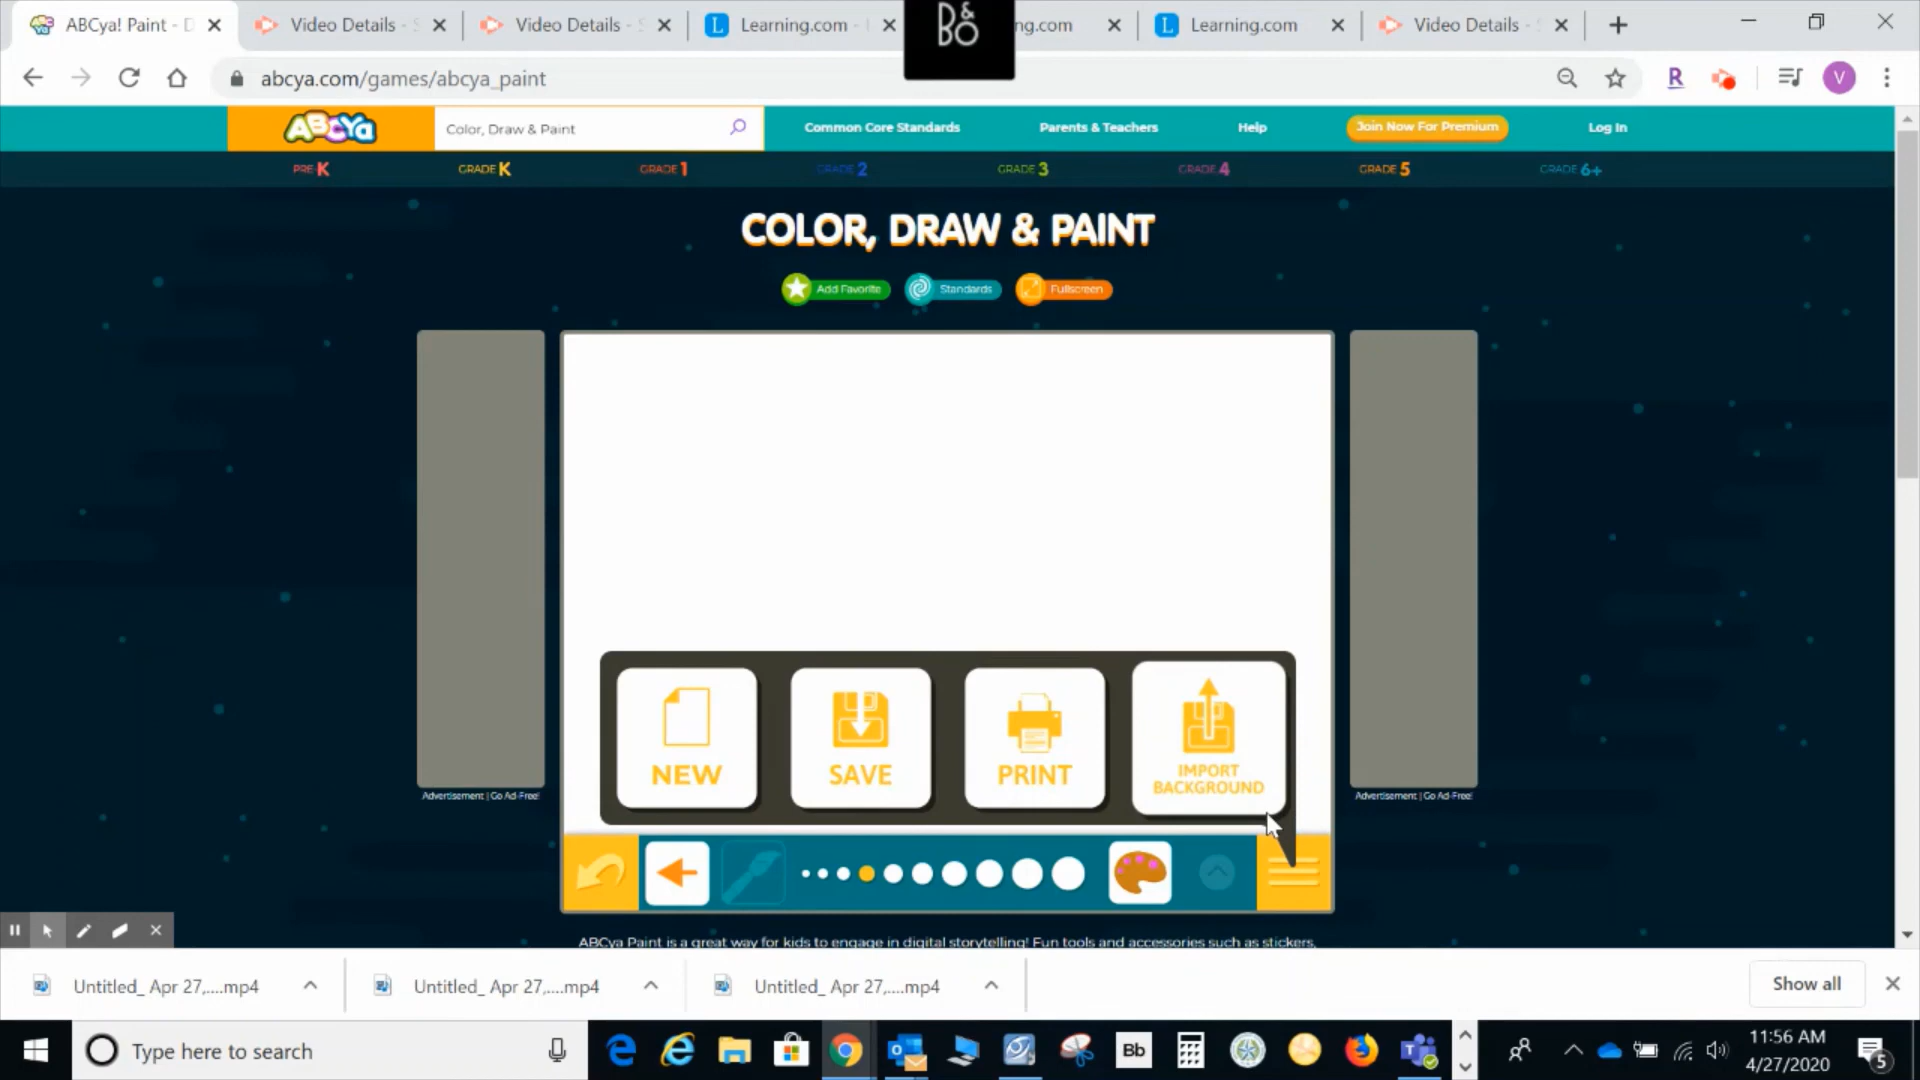 ABCya! Paint - D
Video Details - S
Video Details - S
Learning.com -
ng.com
Learning.com
Video Details -
B&
BO
abcya.com/games/abcya_paint
R
V
ABCYa
Color, Draw & Paint
Common Core Standards
Parents & Teachers
Help
Join Now For Premium
Log In
PRE K
GRADE K
GRADE 1
GRADE 2
GRADE 3
GRADE 4
GRADE 5
GRADE 6+
COLOR, DRAW & PAINT
Add Favorite
Standards
Fullscreen
NEW
SAVE
PRINT
IMPORT
BACKGROUND
Advertisement | Go Ad-Free!
Advertisement | Go Ad-Free!
ABCya Paint is a great way for kids to engage in digital storytelling! Fun tools and accessories such as stickers,
Untitled_ Apr 27,....mp4
Untitled_ Apr 27,....mp4
Untitled_ Apr 27,....mp4
Show all
Type here to search
Bb
11:56 AM
4/27/2020
5